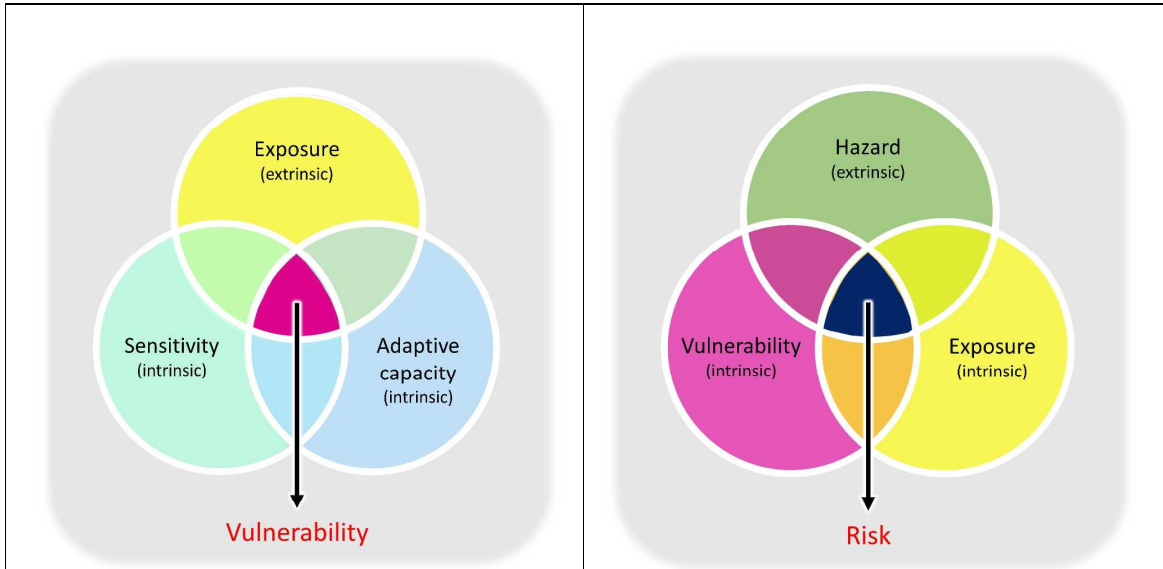 Exposure
(extrinsic)
Sensitivity
(intrinsic)
Adaptive
capacity
(intrinsic)
Vulnerability
Hazard
(extrinsic)
Vulnerability
(intrinsic)
Exposure
(intrinsic)
Risk